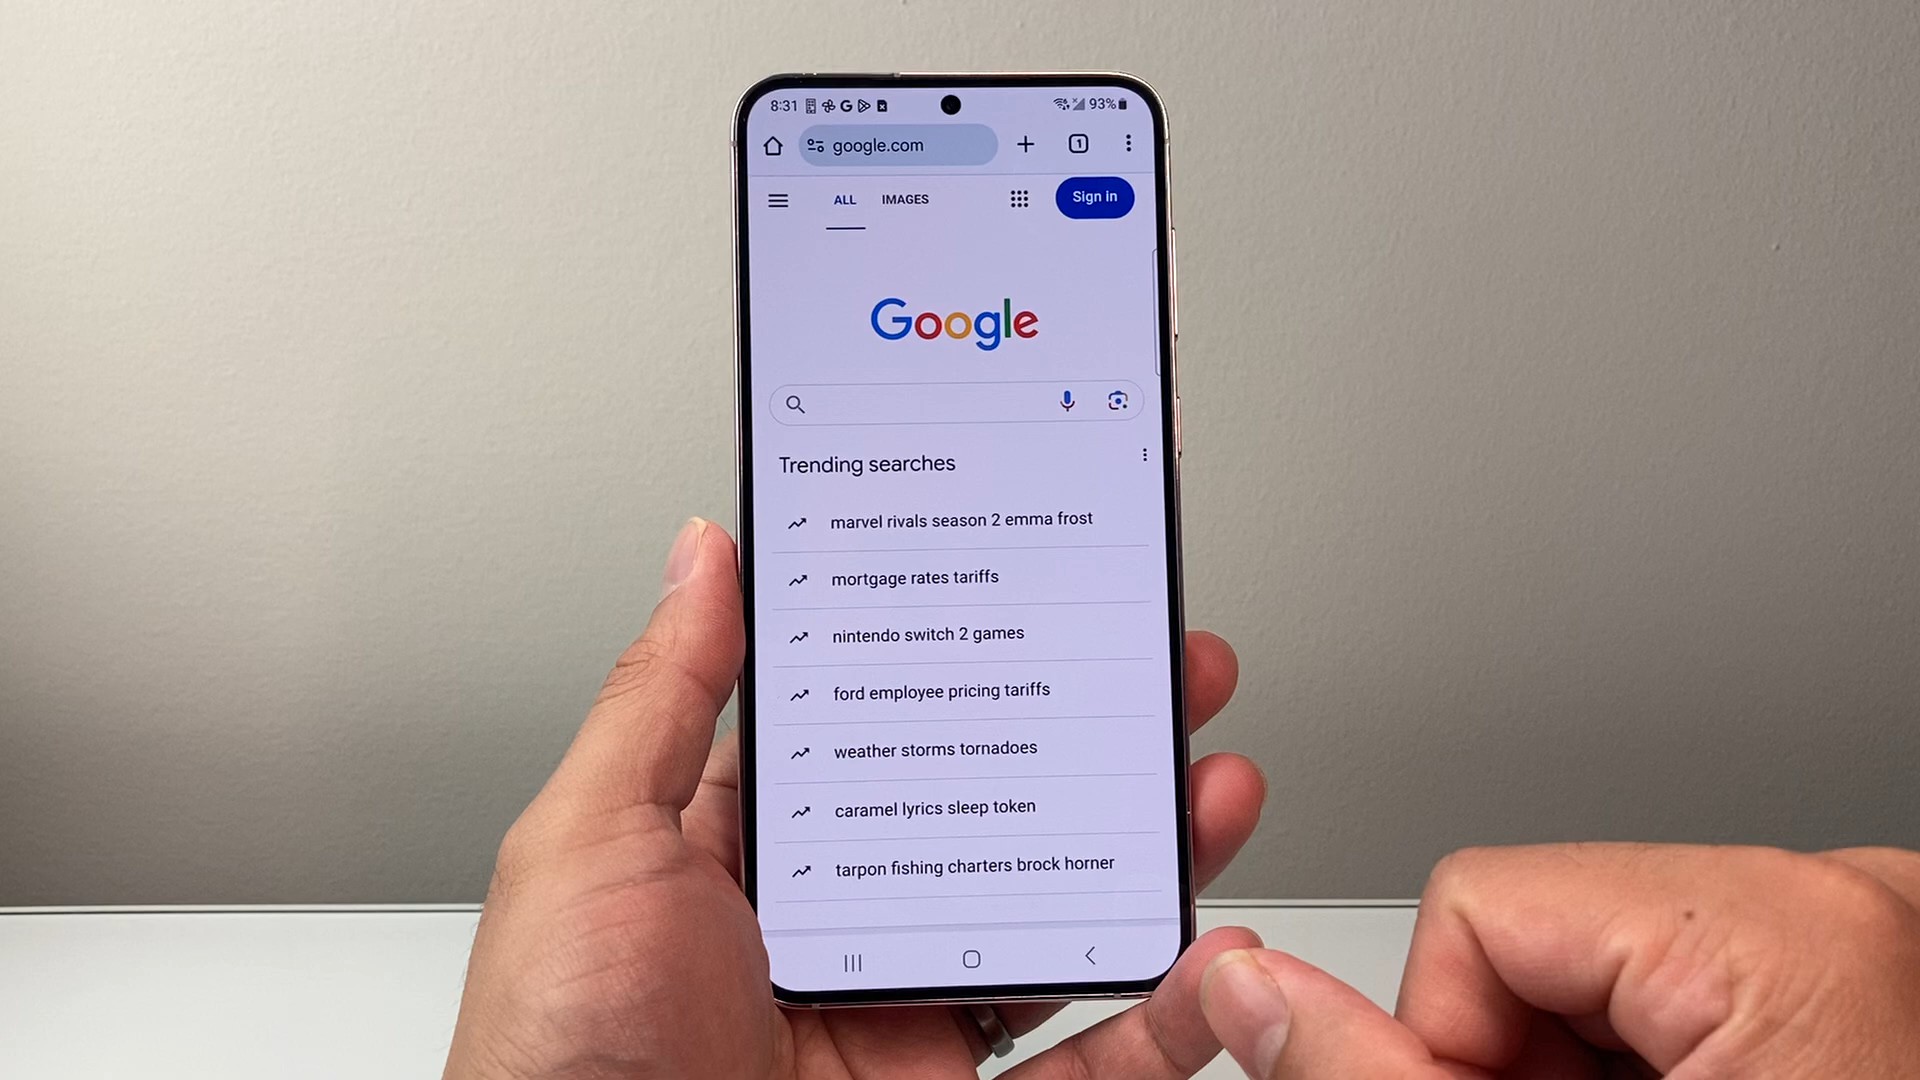 8:31 93%
google.com 1
ALL IMAGES Sign in
Google
Trending searches
marvel rivals season 2 emma frost
mortgage rates tariffs
nintendo switch 2 games
ford employee pricing tariffs
weather storms tornadoes
caramel lyrics sleep token
tarpon fishing charters brock horner